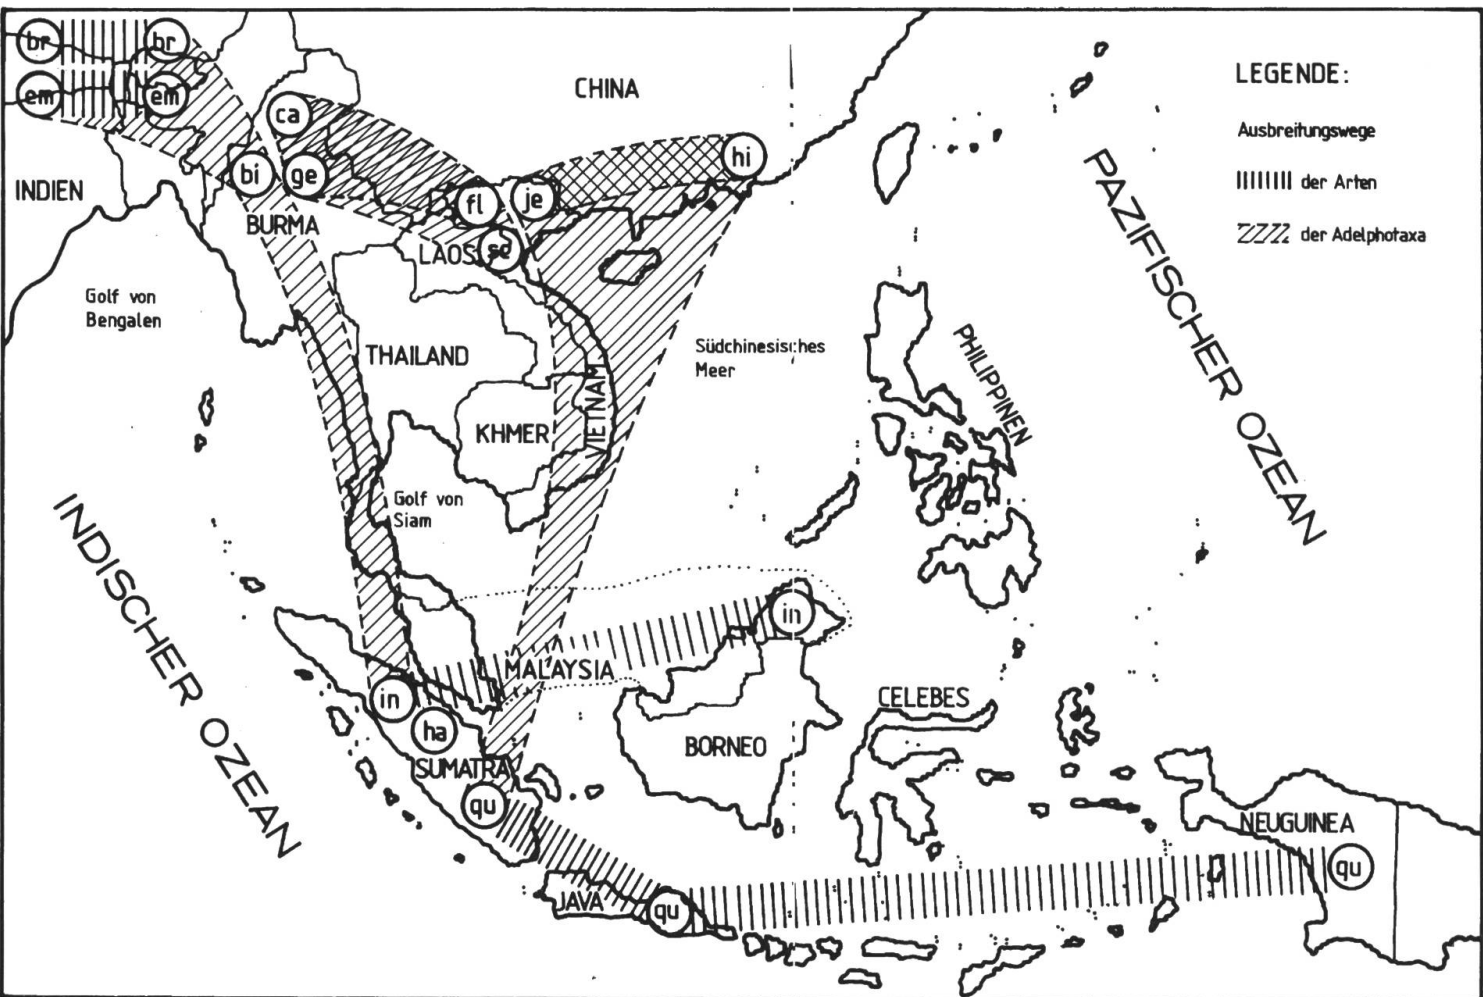 br
br
em
em
ca
bi
ge
CHINA
hi
fl
je
sd
LEGENDE:
Ausbreitungswege
der Arten
der Adelphotaxa
INDIEN
BURMA
LAOS
Golf von
Bengalen
THAILAND
KHMER
VIETNAM
Südchinesisches
Meer
PHILIPPINEN
PAZIFISCHER OZEAN
Golf von
Siam
INDISCHER OZEAN
in
MALAYSIA
in
ha
SUMATRA
qu
BORNEO
CELEBES
NEUGUINEA
qu
JAVA
qu